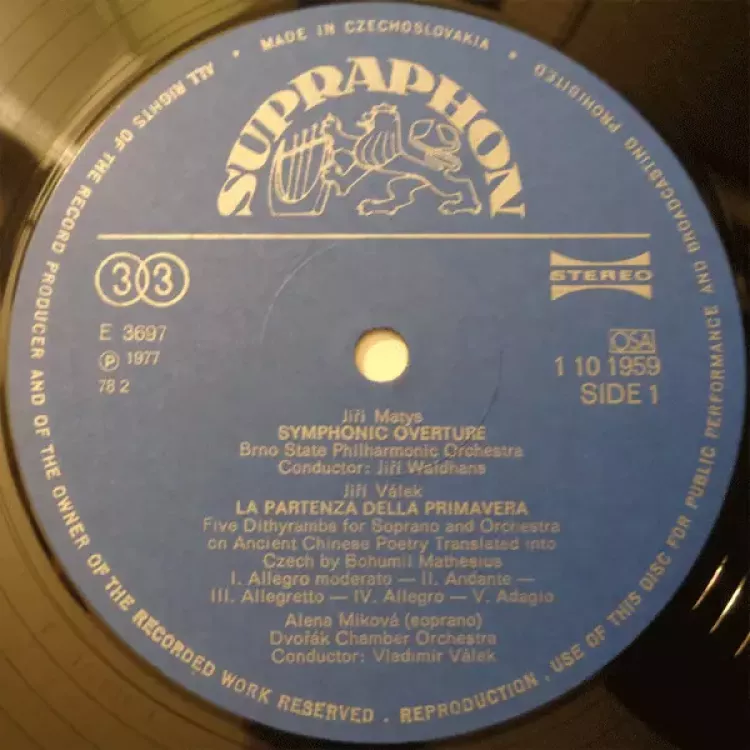 MADE IN CZECHOSLOVAKIA
ALL RIGHTS OF THE RECORD PRODUCER AND OF THE OWNER OF THE RECORDED WORK RESERVED . REPRODUCTION . USE OF THIS DISC FOR PUBLIC PERFORMANCE AND BROADCASTING PROHIBITED
SUPRAPHON
33
STEREO
E 3697
Ⓟ 1977
78 2
OSA
1 10 1959
SIDE 1
Jiří Matys
SYMPHONIC OVERTURE
Brno State Philharmonic Orchestra
Conductor: Jiří Waldhans
Jiří Válek
LA PARTENZA DELLA PRIMAVERA
Five Dithyrambs for Soprano and Orchestra
on Ancient Chinese Poetry Translated into
Czech by Bohumil Mathesius
I. Allegro moderato — II. Andante —
III. Allegretto — IV. Allegro — V. Adagio
Alena Miková (soprano)
Dvořák Chamber Orchestra
Conductor: Vladimír Válek